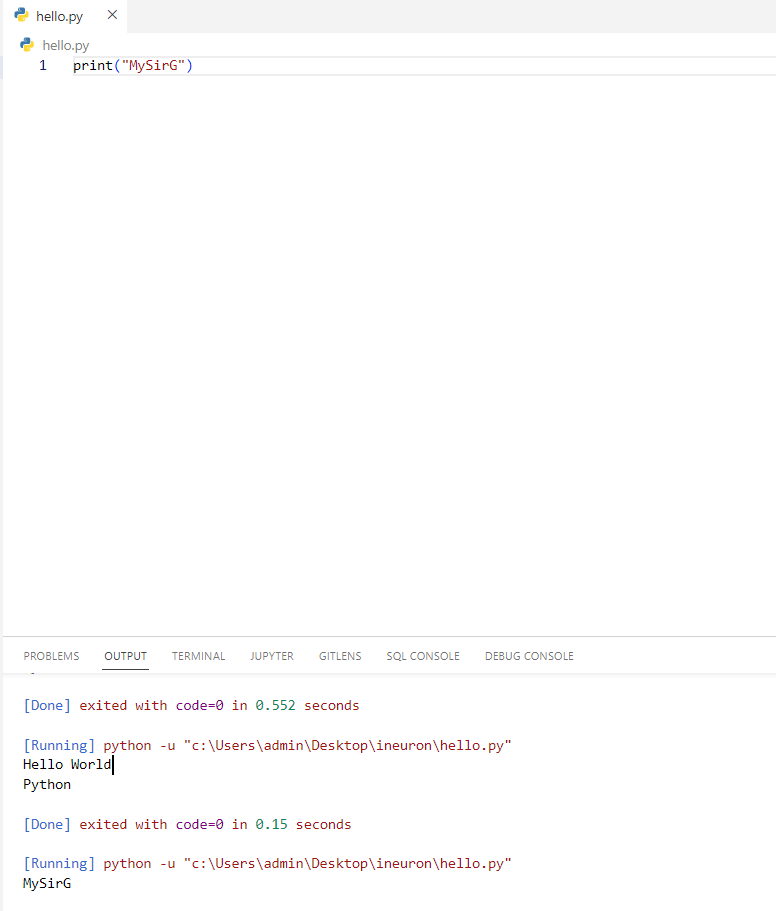 hello.py
hello.py
1 print("MySirG")
PROBLEMS OUTPUT TERMINAL JUPYTER GITLENS SQL CONSOLE DEBUG CONSOLE
[Done] exited with code=0 in 0.552 seconds
[Running] python -u "c:\Users\admin\Desktop\ineuron\hello.py"
Hello World
Python
[Done] exited with code=0 in 0.15 seconds
[Running] python -u "c:\Users\admin\Desktop\ineuron\hello.py"
MySirG